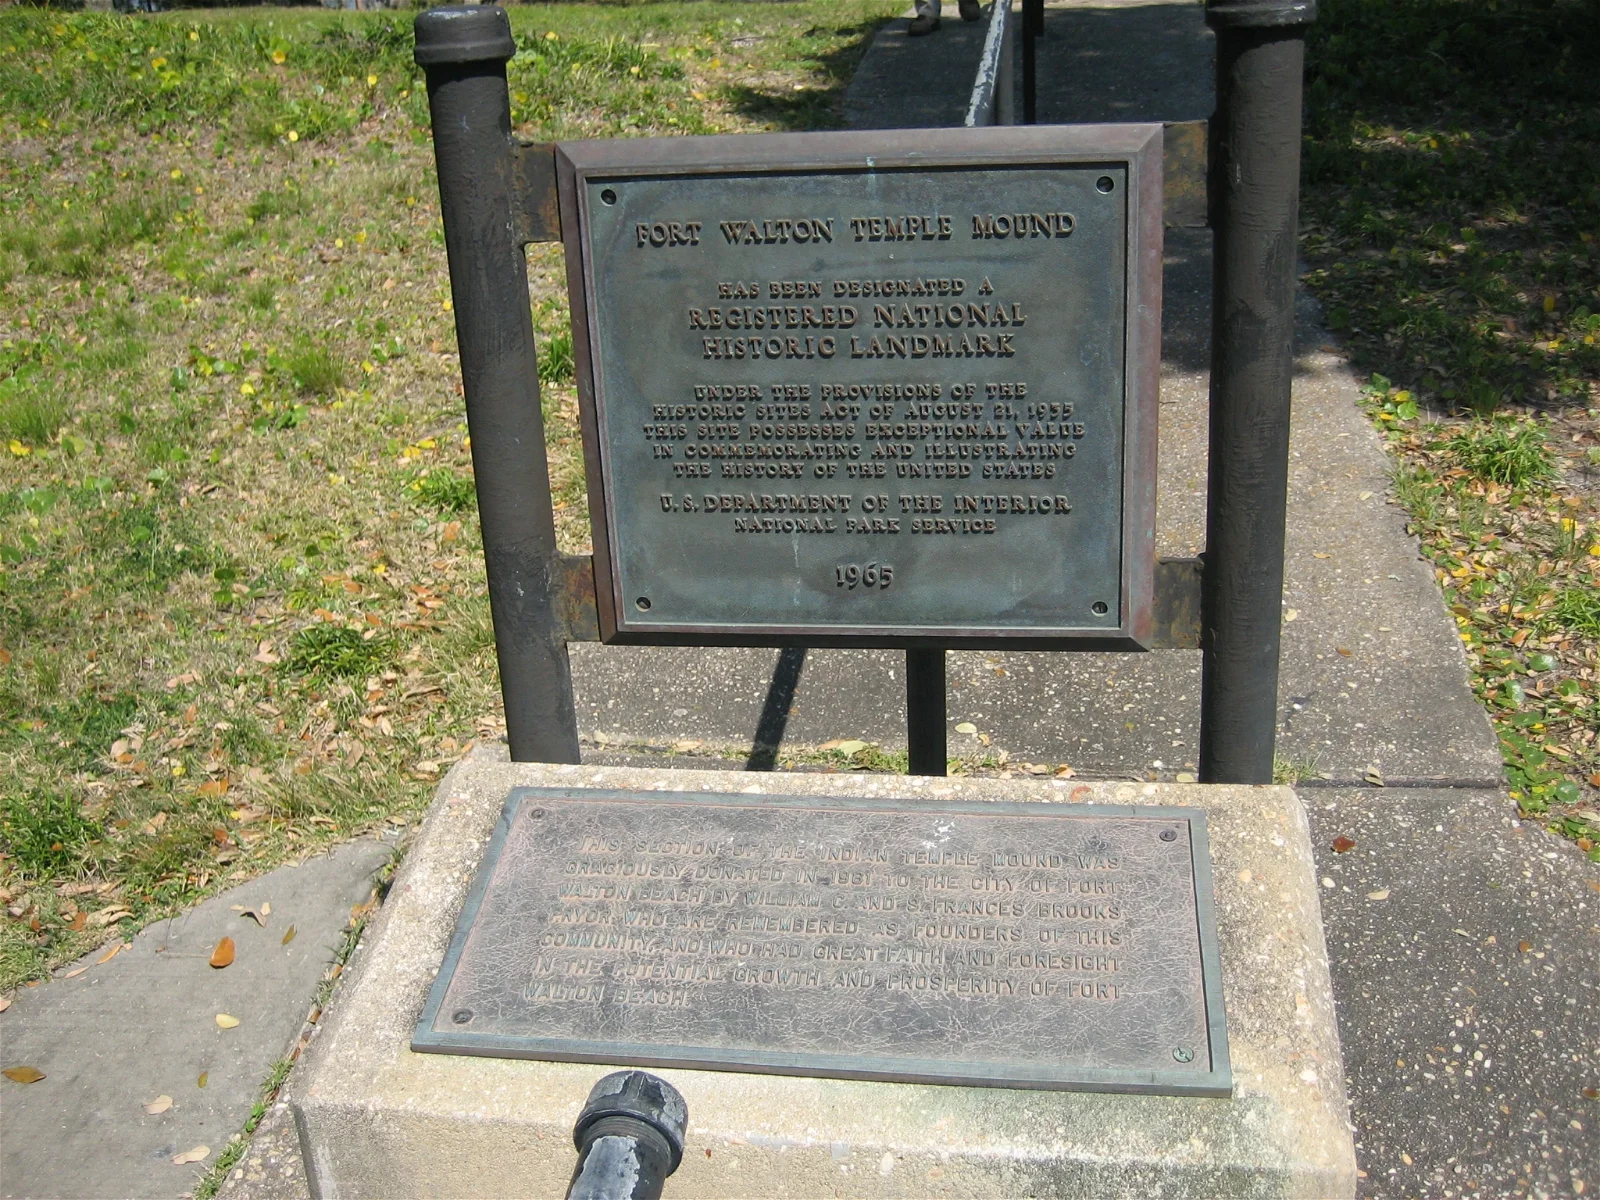 FORT WALTON TEMPLE MOUND
HAS BEEN DESIGNATED A
REGISTERED NATIONAL
HISTORIC LANDMARK
UNDER THE PROVISIONS OF THE
HISTORIC SITES ACT OF AUGUST 21, 1935
THIS SITE POSSESSES EXCEPTIONAL VALUE
IN COMMEMORATING AND ILLUSTRATING
THE HISTORY OF THE UNITED STATES
U.S. DEPARTMENT OF THE INTERIOR
NATIONAL PARK SERVICE
1965
THIS SECTION OF THE INDIAN TEMPLE MOUND WAS
GRACIOUSLY DONATED IN 1961 TO THE CITY OF FORT
WALTON BEACH BY WILLIAM C. AND S. FRANCES BROOKS
PRYOR, WHO ARE REMEMBERED AS FOUNDERS OF THIS
COMMUNITY, AND WHO HAD GREAT FAITH AND FORESIGHT
IN THE POTENTIAL GROWTH AND PROSPERITY OF FORT
WALTON BEACH.